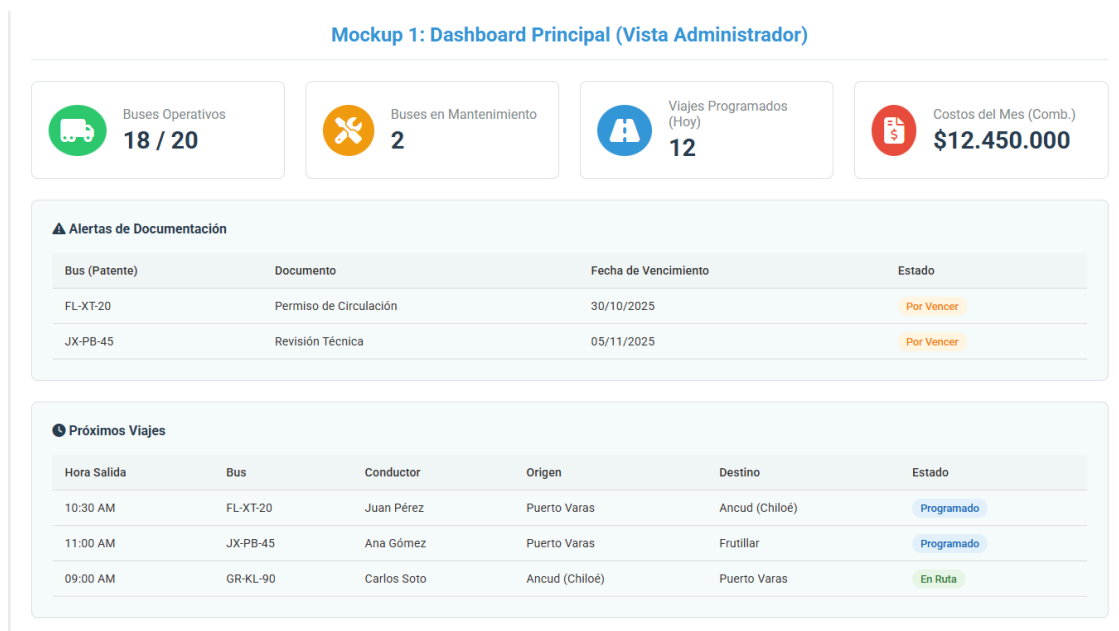 Mockup 1: Dashboard Principal (Vista Administrador)
Buses Operativos
18 / 20
Buses en Mantenimiento
2
Viajes Programados
(Hoy)
12
Costos del Mes (Comb.)
$12.450.000
Alertas de Documentación
Bus (Patente) Documento Fecha de Vencimiento Estado
FL-XT-20 Permiso de Circulación 30/10/2025 Por Vencer
JX-PB-45 Revisión Técnica 05/11/2025 Por Vencer
Próximos Viajes
Hora Salida Bus Conductor Origen Destino Estado
10:30 AM FL-XT-20 Juan Pérez Puerto Varas Ancud (Chiloé) Programado
11:00 AM JX-PB-45 Ana Gómez Puerto Varas Frutillar Programado
09:00 AM GR-KL-90 Carlos Soto Ancud (Chiloé) Puerto Varas En Ruta